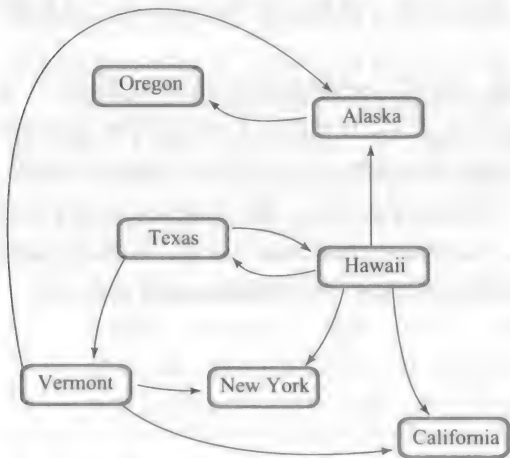 Oregon
Alaska
Texas
Hawaii
Vermont
New York
California